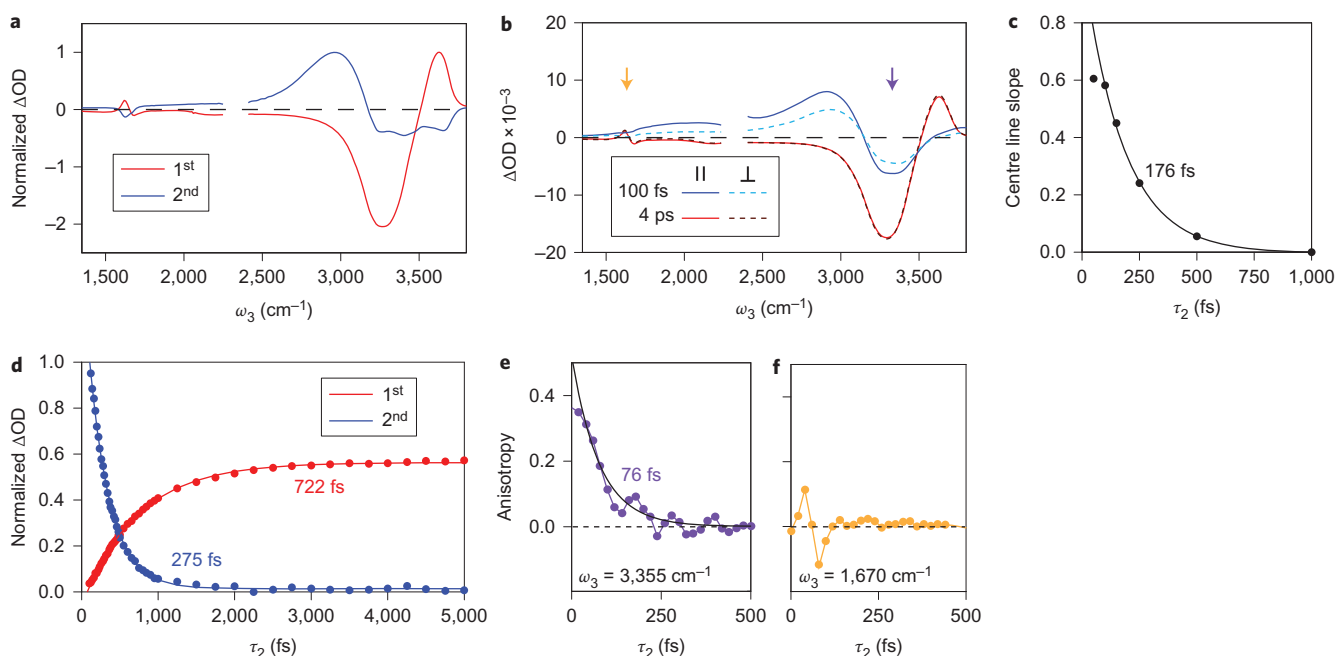 a
1
0
–1
–2
Normalized ΔOD
1st
2nd
1,500 2,000 2,500 3,000 3,500
ω3 (cm–1)
b
20
10
0
–10
–20
ΔOD × 10–3
|| ⊥
100 fs
4 ps
1,500 2,000 2,500 3,000 3,500
ω3 (cm–1)
c
0.8
0.6
0.4
0.2
0.0
Centre line slope
176 fs
0 250 500 750 1,000
τ2 (fs)
d
1.0
0.8
0.6
0.4
0.2
0.0
Normalized ΔOD
1st
2nd
722 fs
275 fs
0 1,000 2,000 3,000 4,000 5,000
τ2 (fs)
e
0.4
0.2
0.0
Anisotropy
76 fs
ω3 = 3,355 cm–1
0 250 500
τ2 (fs)
f
ω3 = 1,670 cm–1
0 250 500
τ2 (fs)